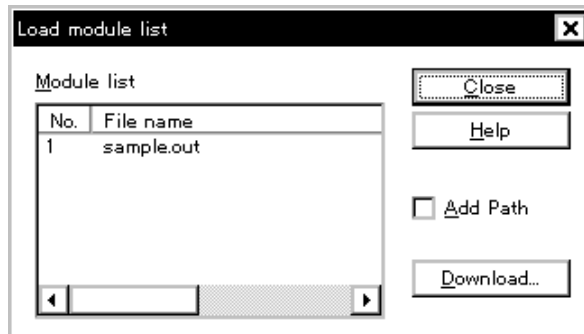 Load module list
Module list
Close
No. File name
Help
1 sample.out
Add Path
Download...